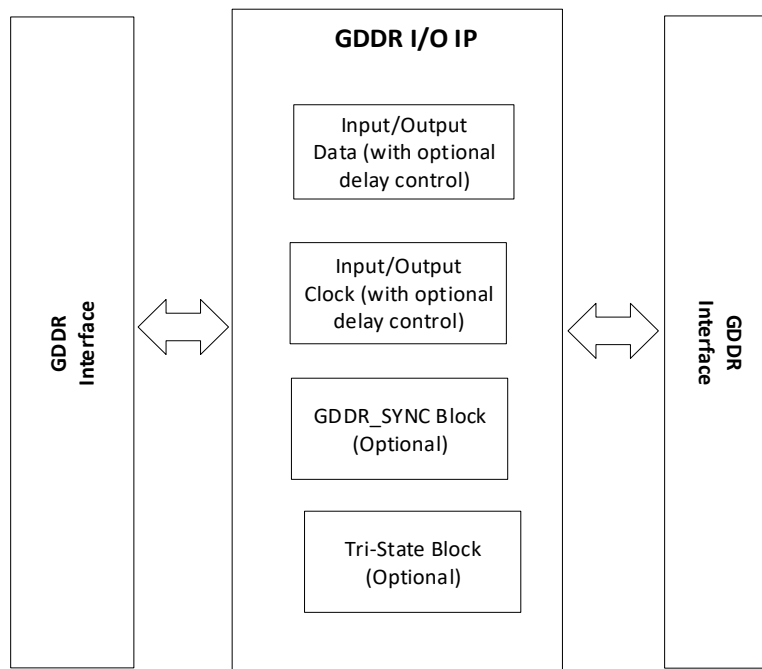 GDDR I/O IP
GDDR
Interface
Input/Output
Data (with optional
delay control)
Input/Output
Clock (with optional
delay control)
GDDR_SYNC Block
(Optional)
Tri-State Block
(Optional)
GDDR
Interface